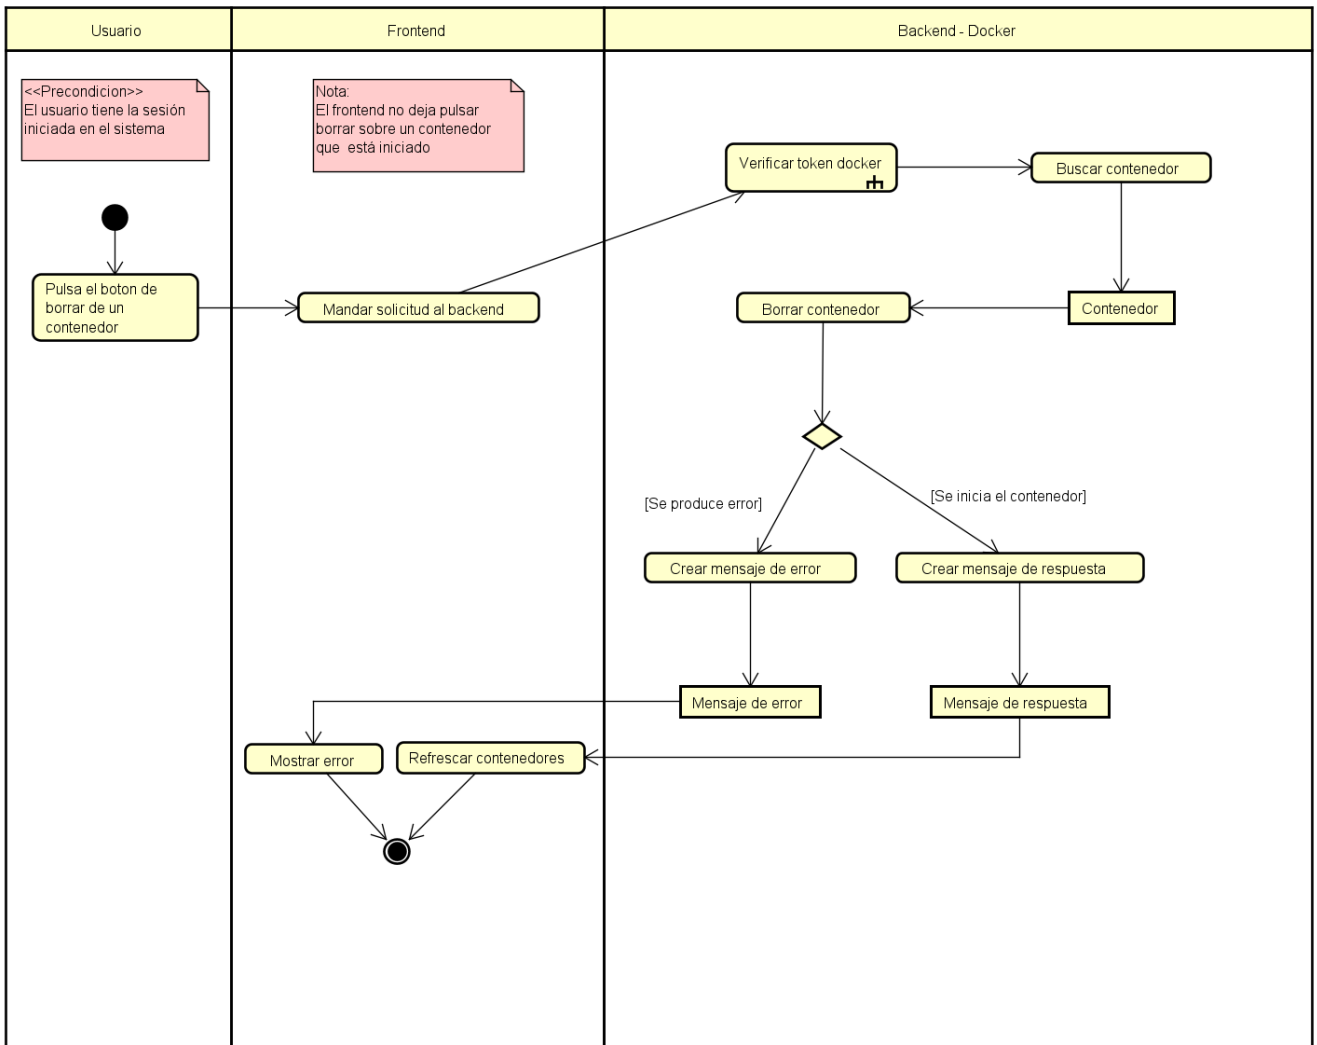 Usuario
Frontend
Backend - Docker
<<Precondicion>>
El usuario tiene la sesión
iniciada en el sistema
Nota:
El frontend no deja pulsar
borrar sobre un contenedor
que está iniciado
Verificar token docker
Buscar contenedor
Pulsa el boton de
borrar de un
contenedor
Mandar solicitud al backend
Borrar contenedor
Contenedor
[Se produce error]
[Se inicia el contenedor]
Crear mensaje de error
Crear mensaje de respuesta
Mensaje de error
Mensaje de respuesta
Mostrar error
Refrescar contenedores